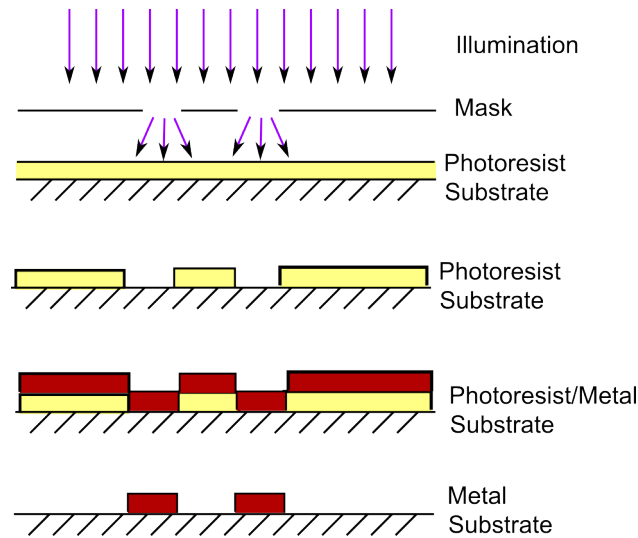 Illumination
Mask
Photoresist
Substrate
Photoresist
Substrate
Photoresist/Metal
Substrate
Metal
Substrate